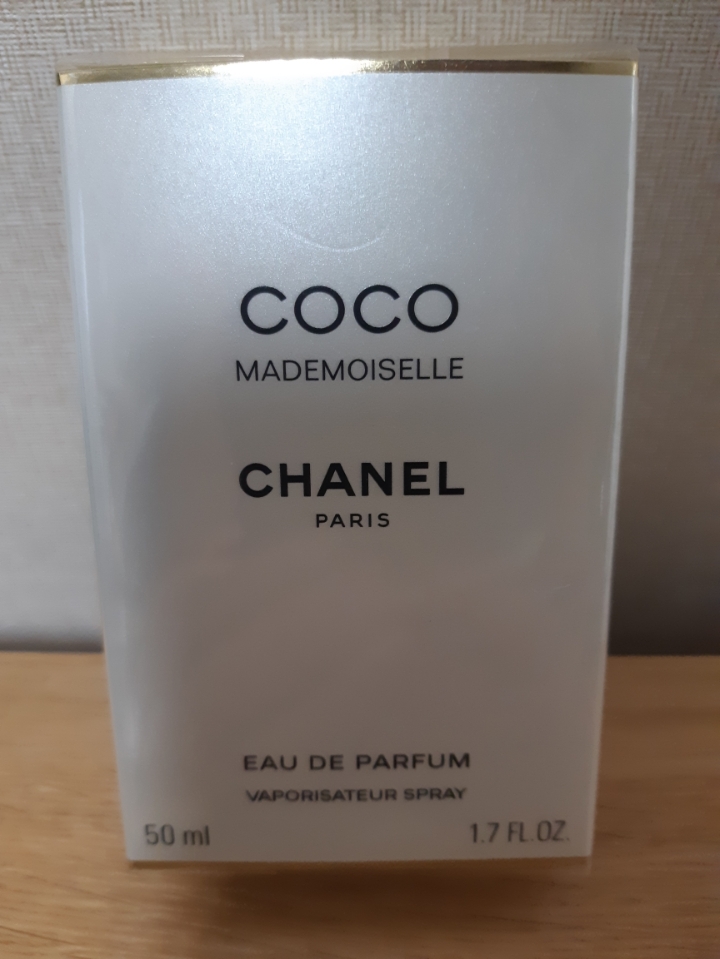 COCO
MADEMOISELLE
CHANEL
PARIS
EAU DE PARFUM
VAPORISATEUR SPRAY
50 ml 1.7 FL.OZ.